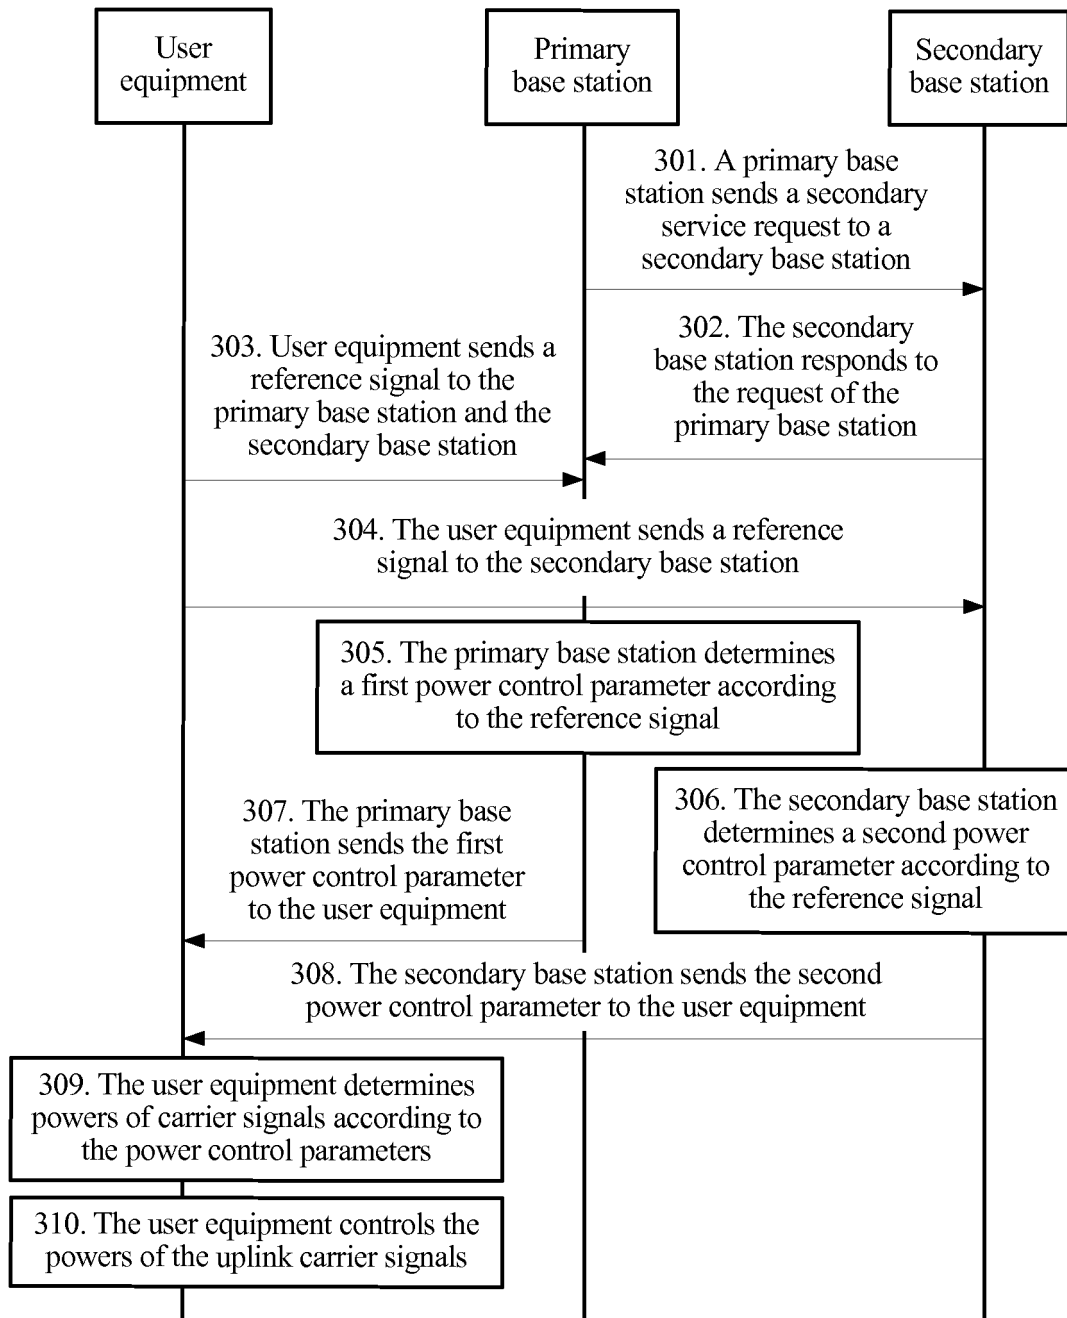 User
equipment
Primary
base station
Secondary
base station
301. A primary base
station sends a secondary
service request to a
secondary base station
302. The secondary
base station responds to
the request of the
primary base station
303. User equipment sends a
reference signal to the
primary base station and the
secondary base station
304. The user equipment sends a reference
signal to the secondary base station
305. The primary base station determines
a first power control parameter according
to the reference signal
306. The secondary base station
determines a second power
control parameter according to
the reference signal
307. The primary base
station sends the first
power control parameter
to the user equipment
308. The secondary base station sends the second
power control parameter to the user equipment
309. The user equipment determines
powers of carrier signals according to
the power control parameters
310. The user equipment controls the
powers of the uplink carrier signals